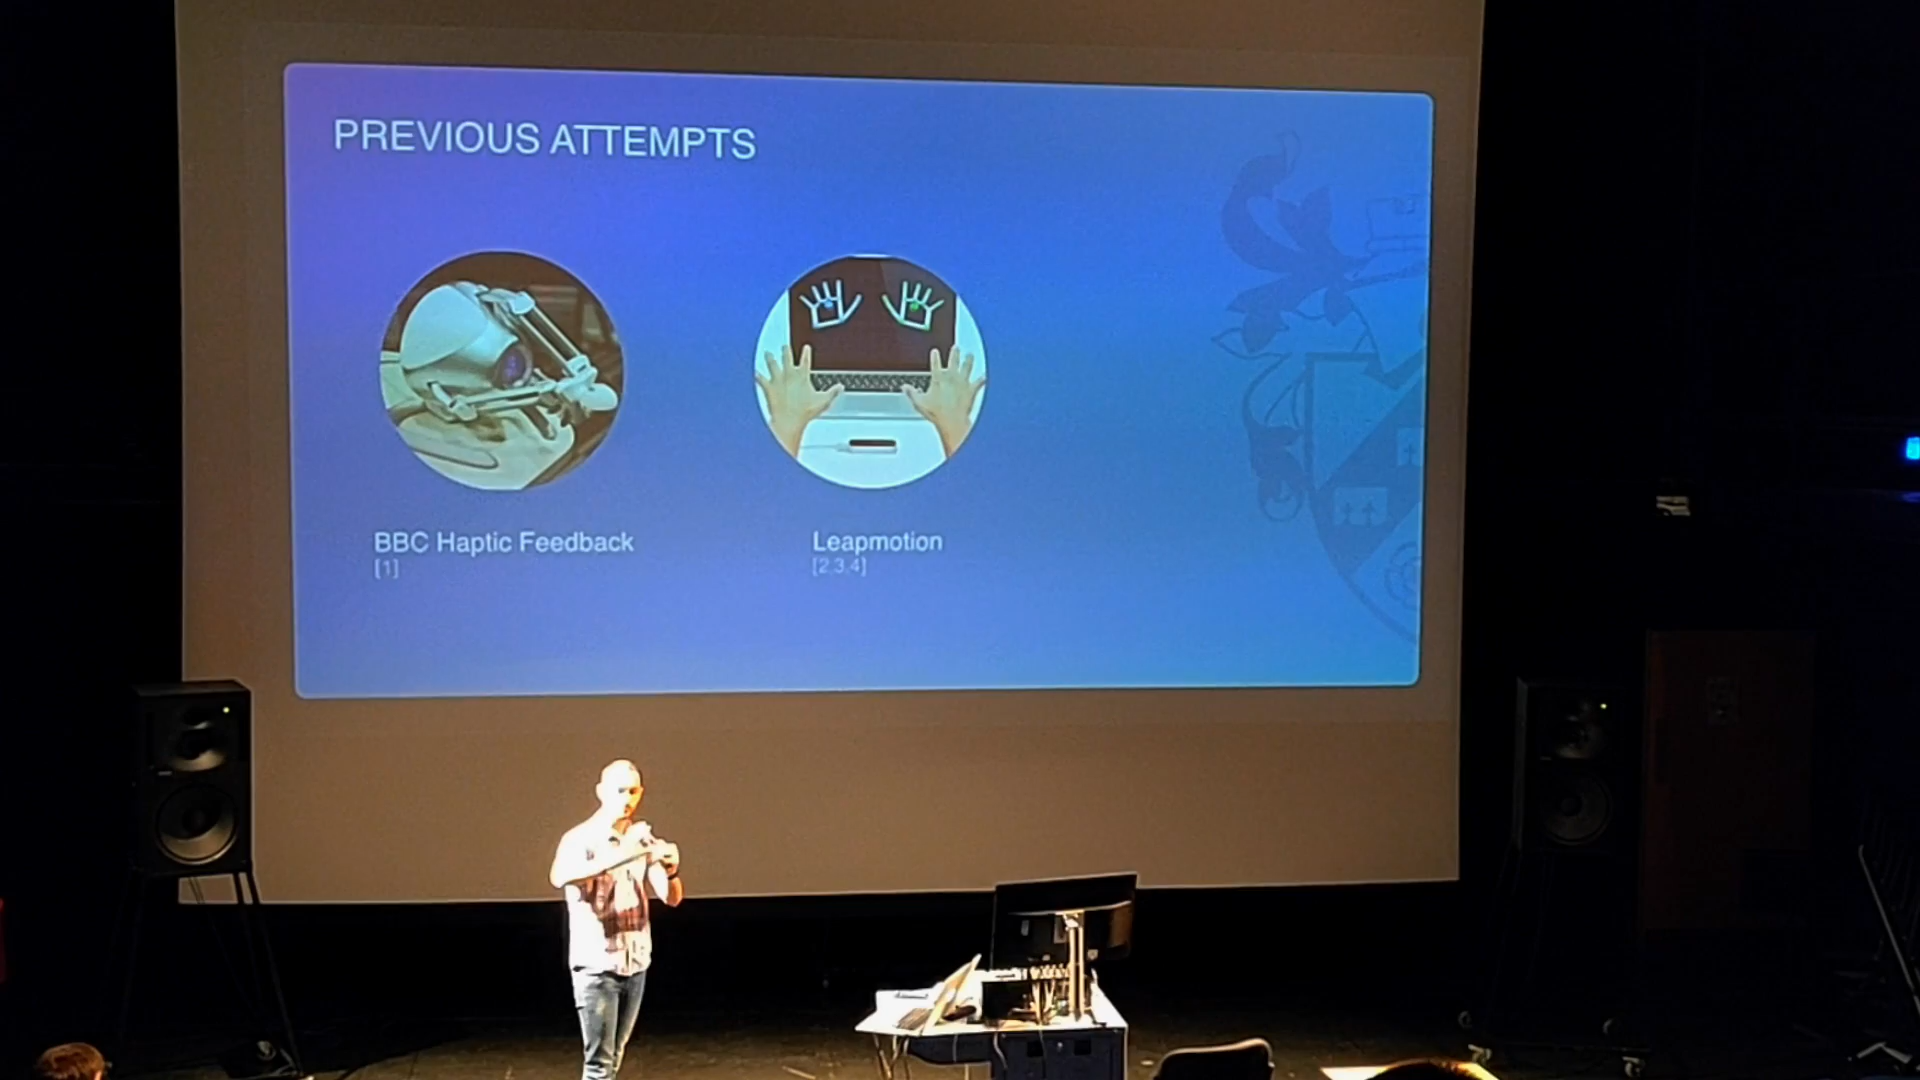 PREVIOUS ATTEMPTS
BBC Haptic Feedback
[1]
Leapmotion
[2,3,4]